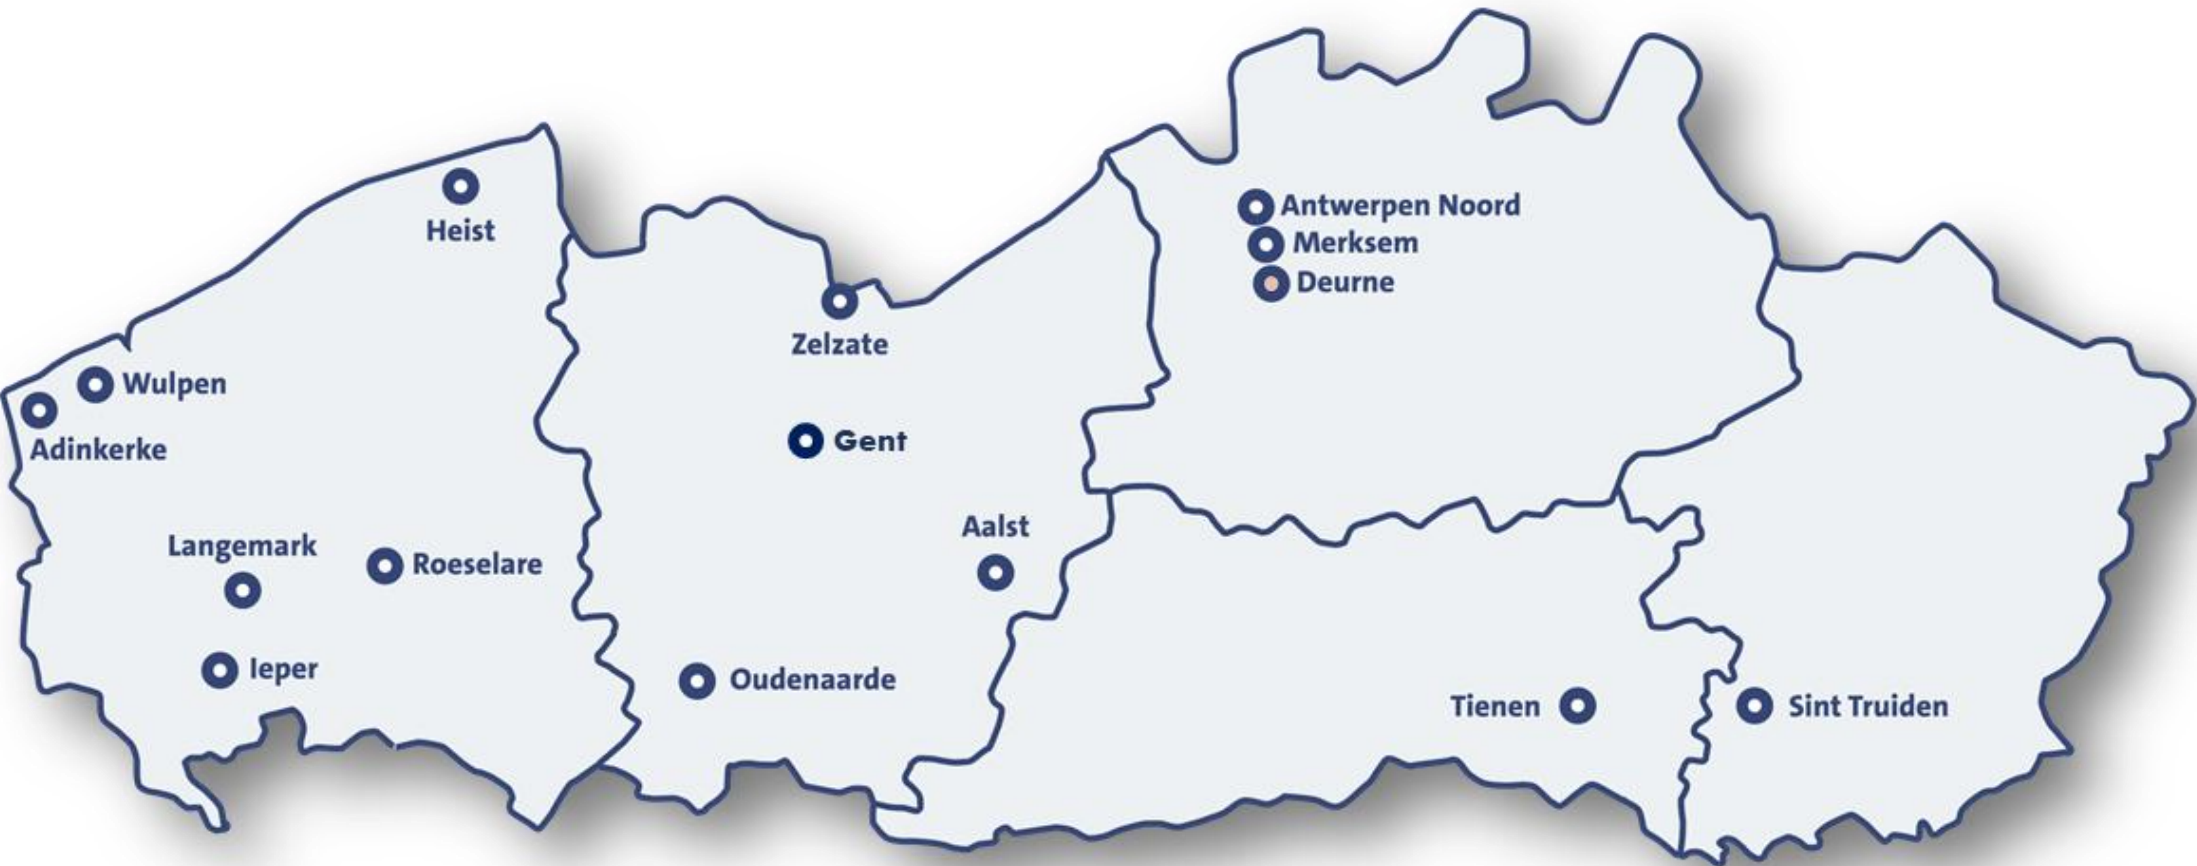 Antwerpen Noord
Heist
Merksem
Deurne
Zelzate
Wulpen
Adinkerke
Gent
Aalst
Langemark
Roeselare
Ieper
Oudenaarde
Tienen
Sint Truiden